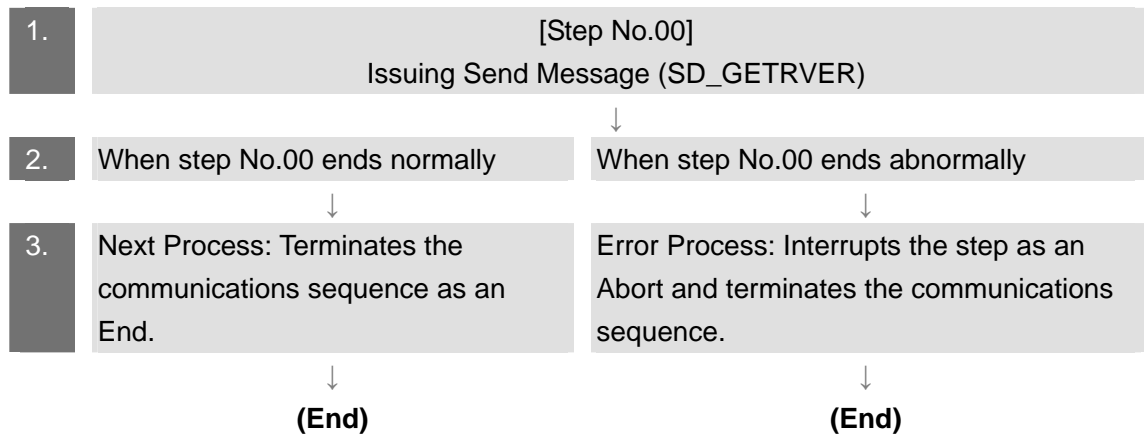 1.
[Step No.00]
Issuing Send Message (SD_GETRVER)
↓
2.
When step No.00 ends normally
When step No.00 ends abnormally
↓
↓
3.
Next Process: Terminates the
communications sequence as an
End.
Error Process: Interrupts the step as an
Abort and terminates the communications
sequence.
↓
↓
(End)
(End)